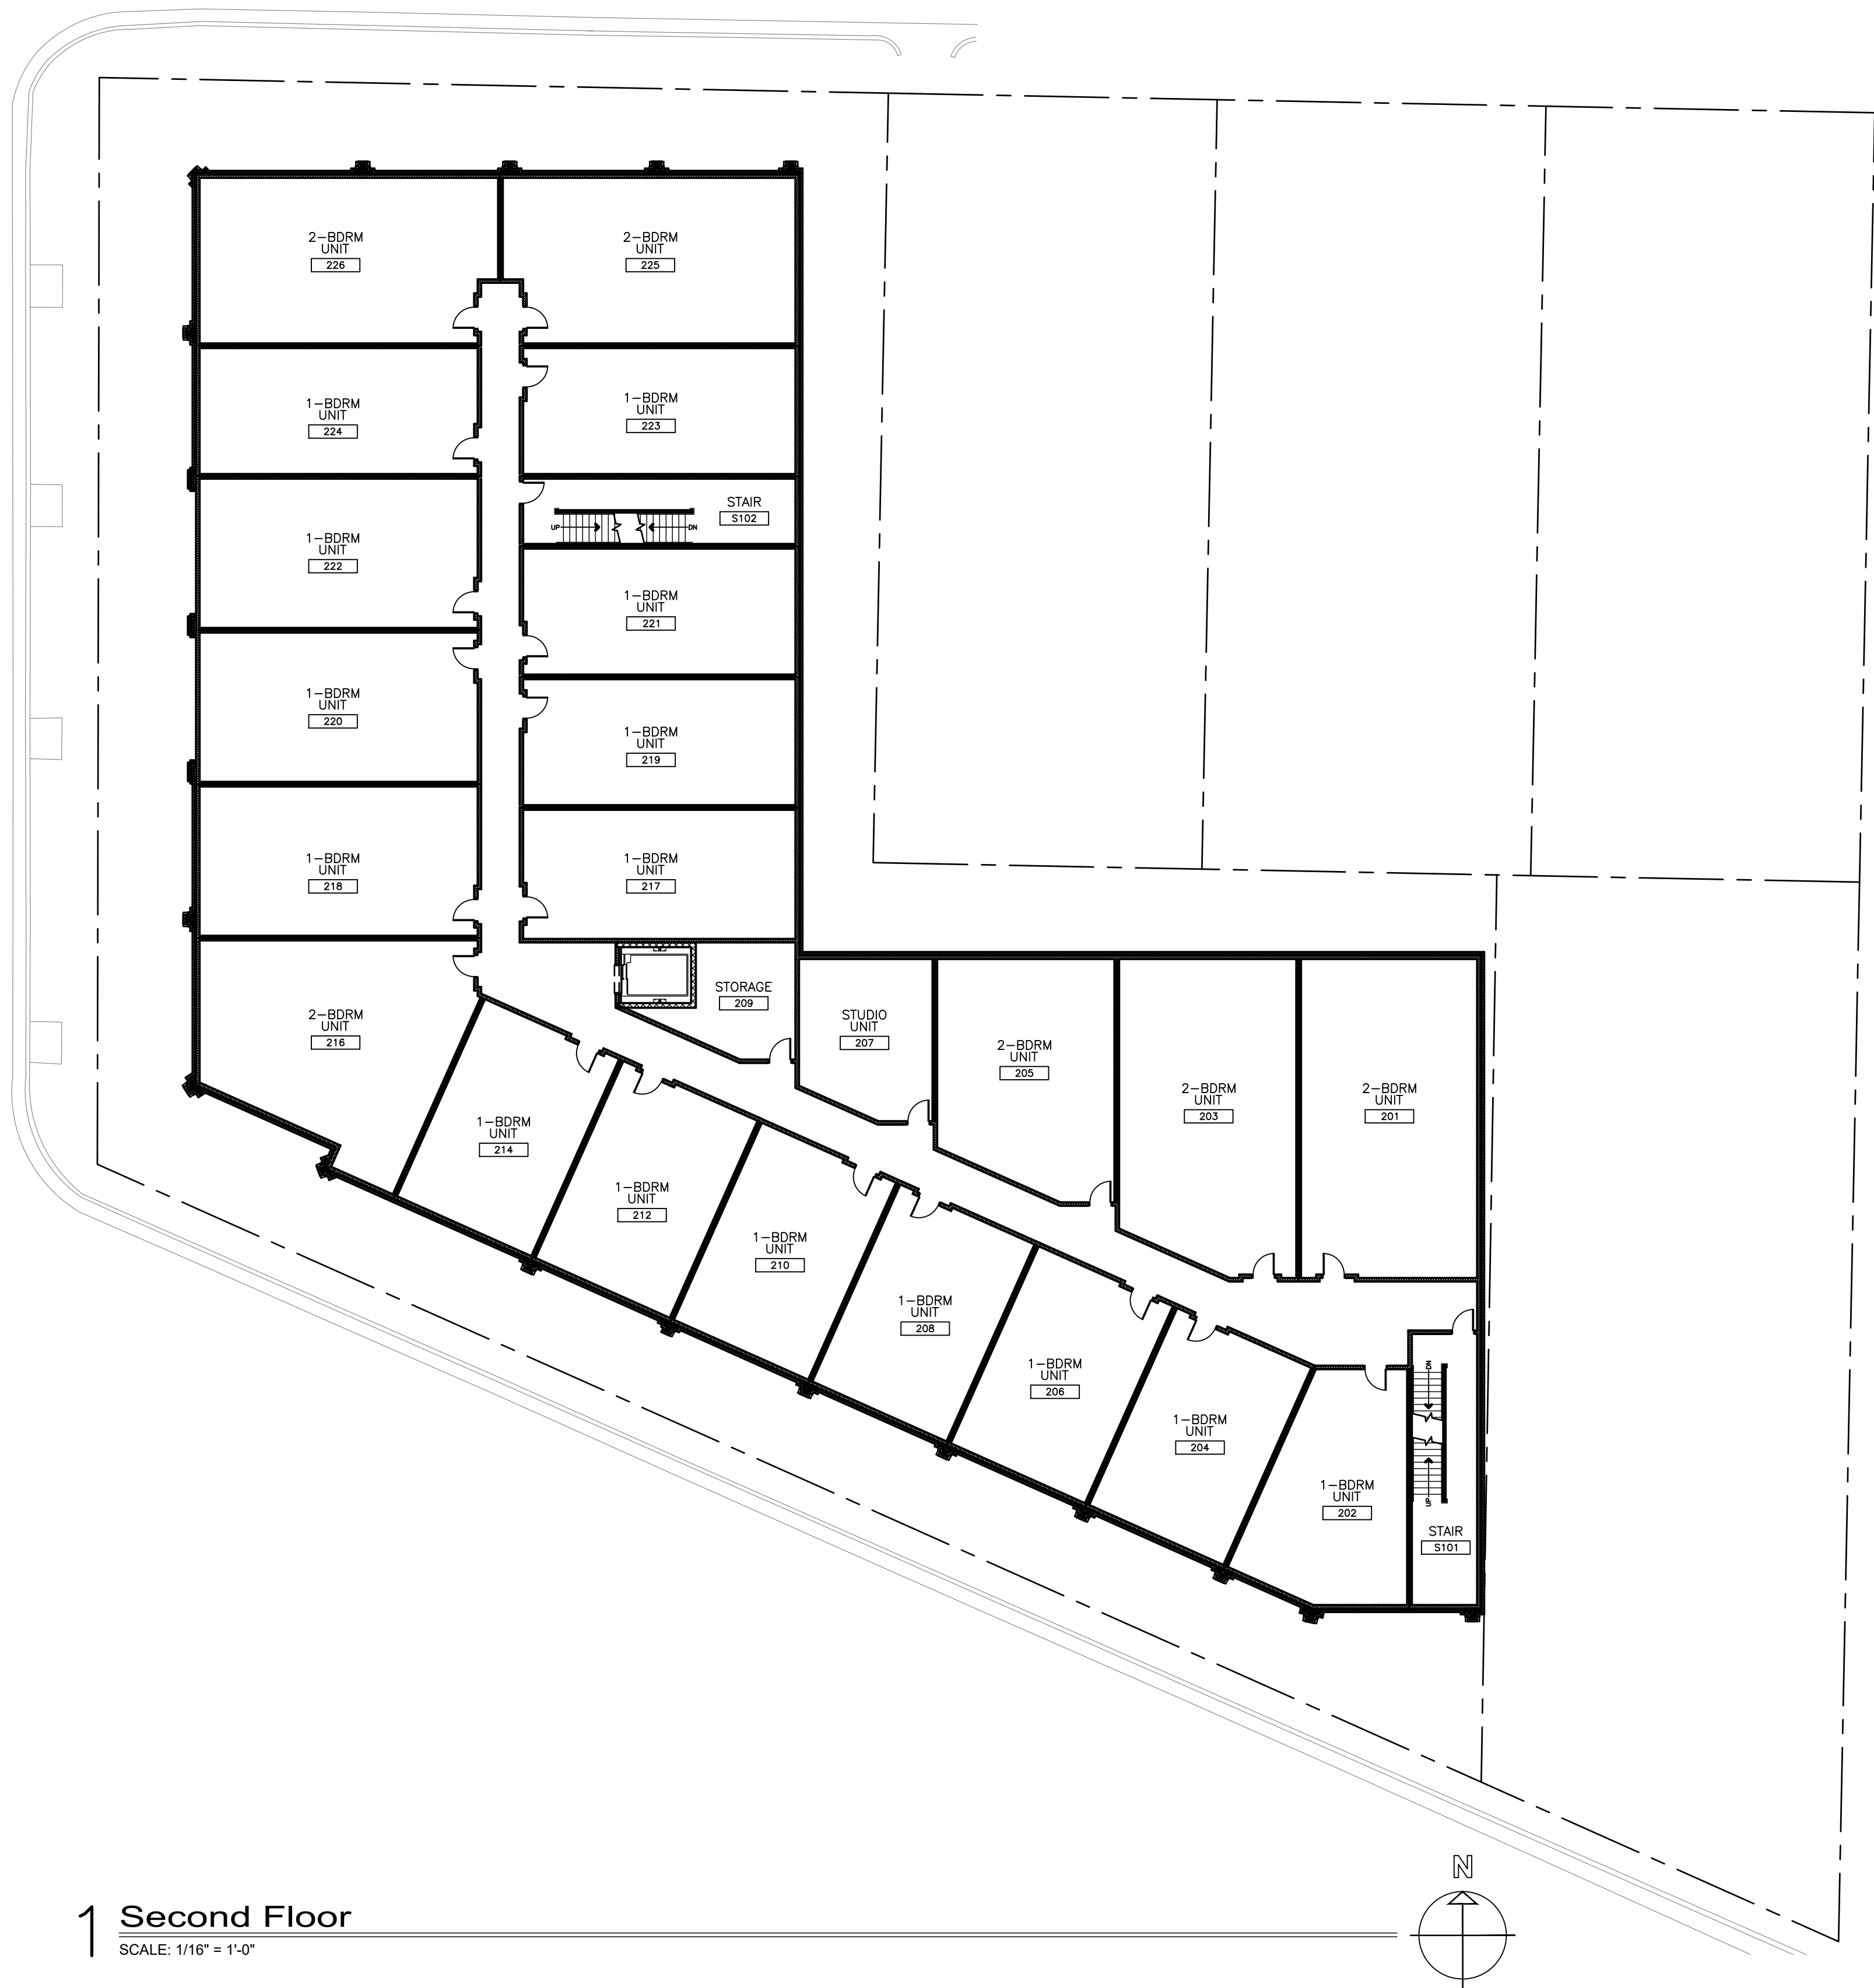 2-BDRM
UNIT
226
2-BDRM
UNIT
225
1-BDRM
UNIT
224
1-BDRM
UNIT
223
STAIR
S102
UP
DN
1-BDRM
UNIT
222
1-BDRM
UNIT
221
1-BDRM
UNIT
220
1-BDRM
UNIT
219
1-BDRM
UNIT
218
1-BDRM
UNIT
217
STORAGE
209
2-BDRM
UNIT
216
STUDIO
UNIT
207
2-BDRM
UNIT
205
2-BDRM
UNIT
203
2-BDRM
UNIT
201
1-BDRM
UNIT
214
1-BDRM
UNIT
212
1-BDRM
UNIT
210
1-BDRM
UNIT
208
1-BDRM
UNIT
206
1-BDRM
UNIT
204
1-BDRM
UNIT
202
DN
UP
STAIR
S101
N
1 Second Floor
SCALE: 1/16" = 1'-0"